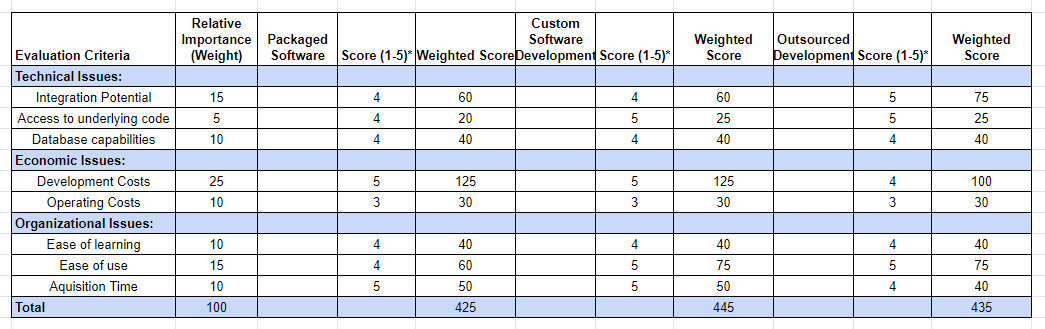 Evaluation Criteria Relative Importance (Weight) Packaged Software Score (1-5)* Weighted Score Custom Software Development Score (1-5)* Weighted Score Outsourced Development Score (1-5)* Weighted Score
Technical Issues:
Integration Potential 15 4 60 4 60 5 75
Access to underlying code 5 4 20 5 25 5 25
Database capabilities 10 4 40 4 40 4 40
Economic Issues:
Development Costs 25 5 125 5 125 4 100
Operating Costs 10 3 30 3 30 3 30
Organizational Issues:
Ease of learning 10 4 40 4 40 4 40
Ease of use 15 4 60 5 75 5 75
Aquisition Time 10 5 50 5 50 4 40
Total 100 425 445 435